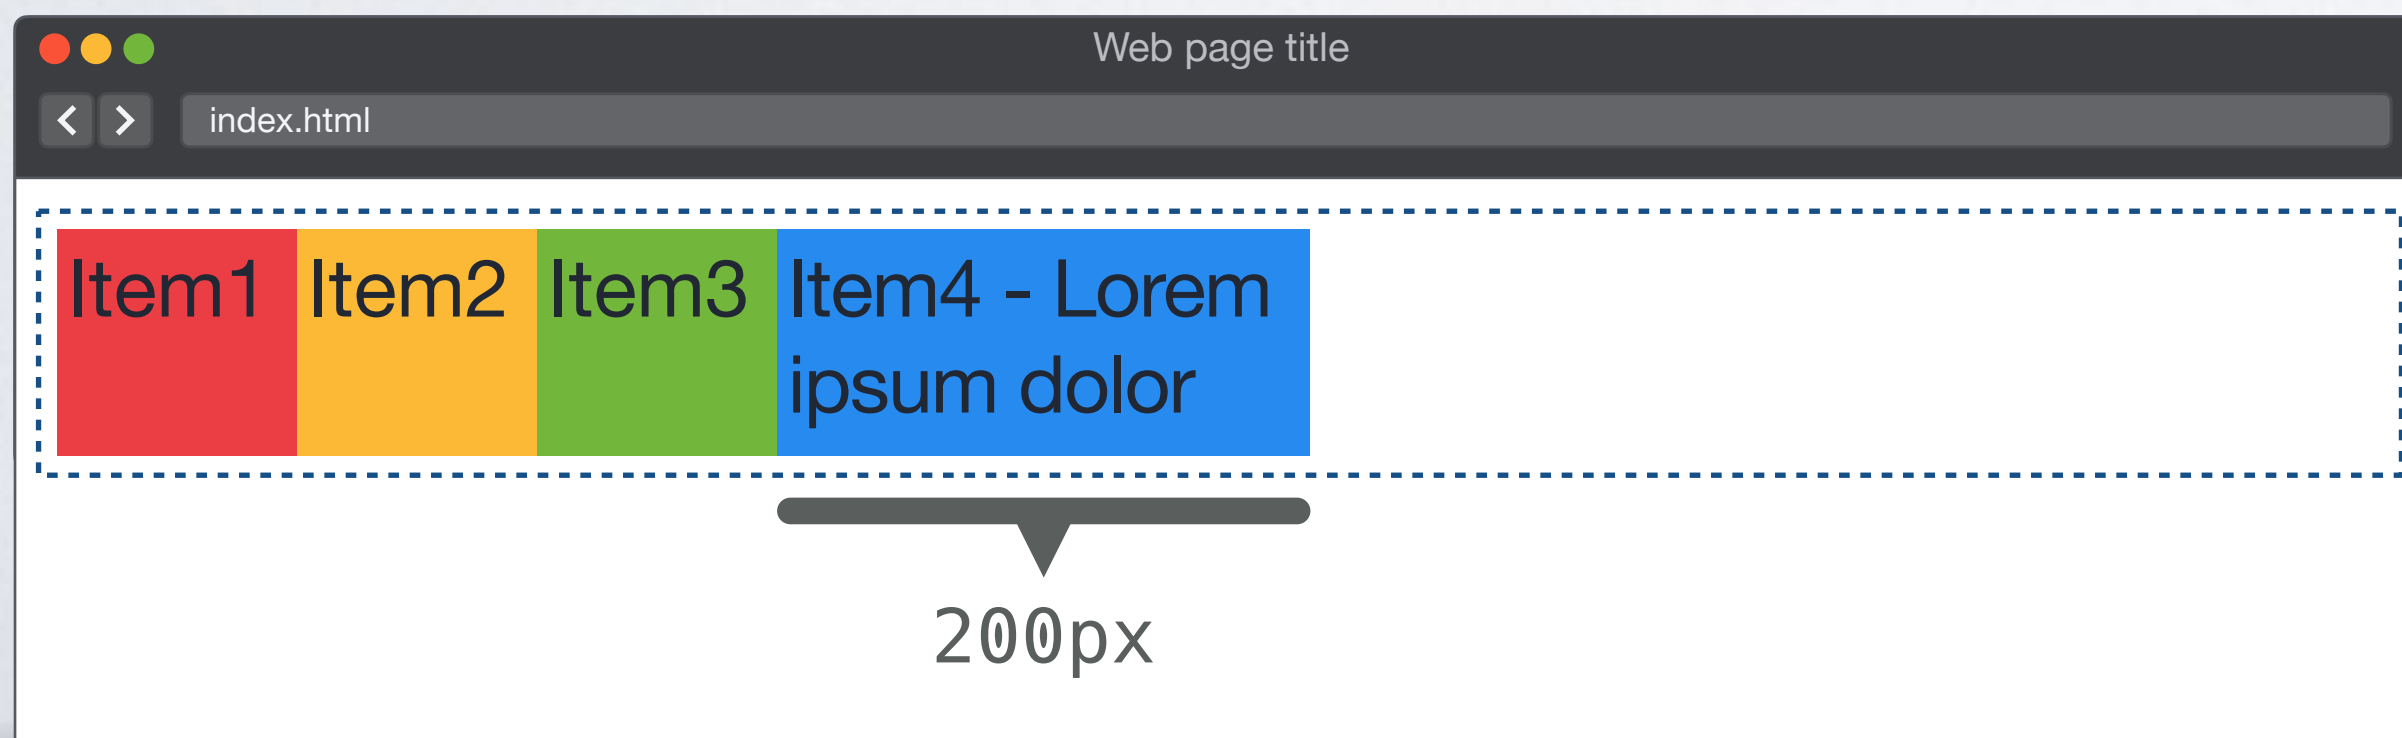 Web page title
index.html
Item1 Item2 Item3 Item4 - Lorem
ipsum dolor
200px